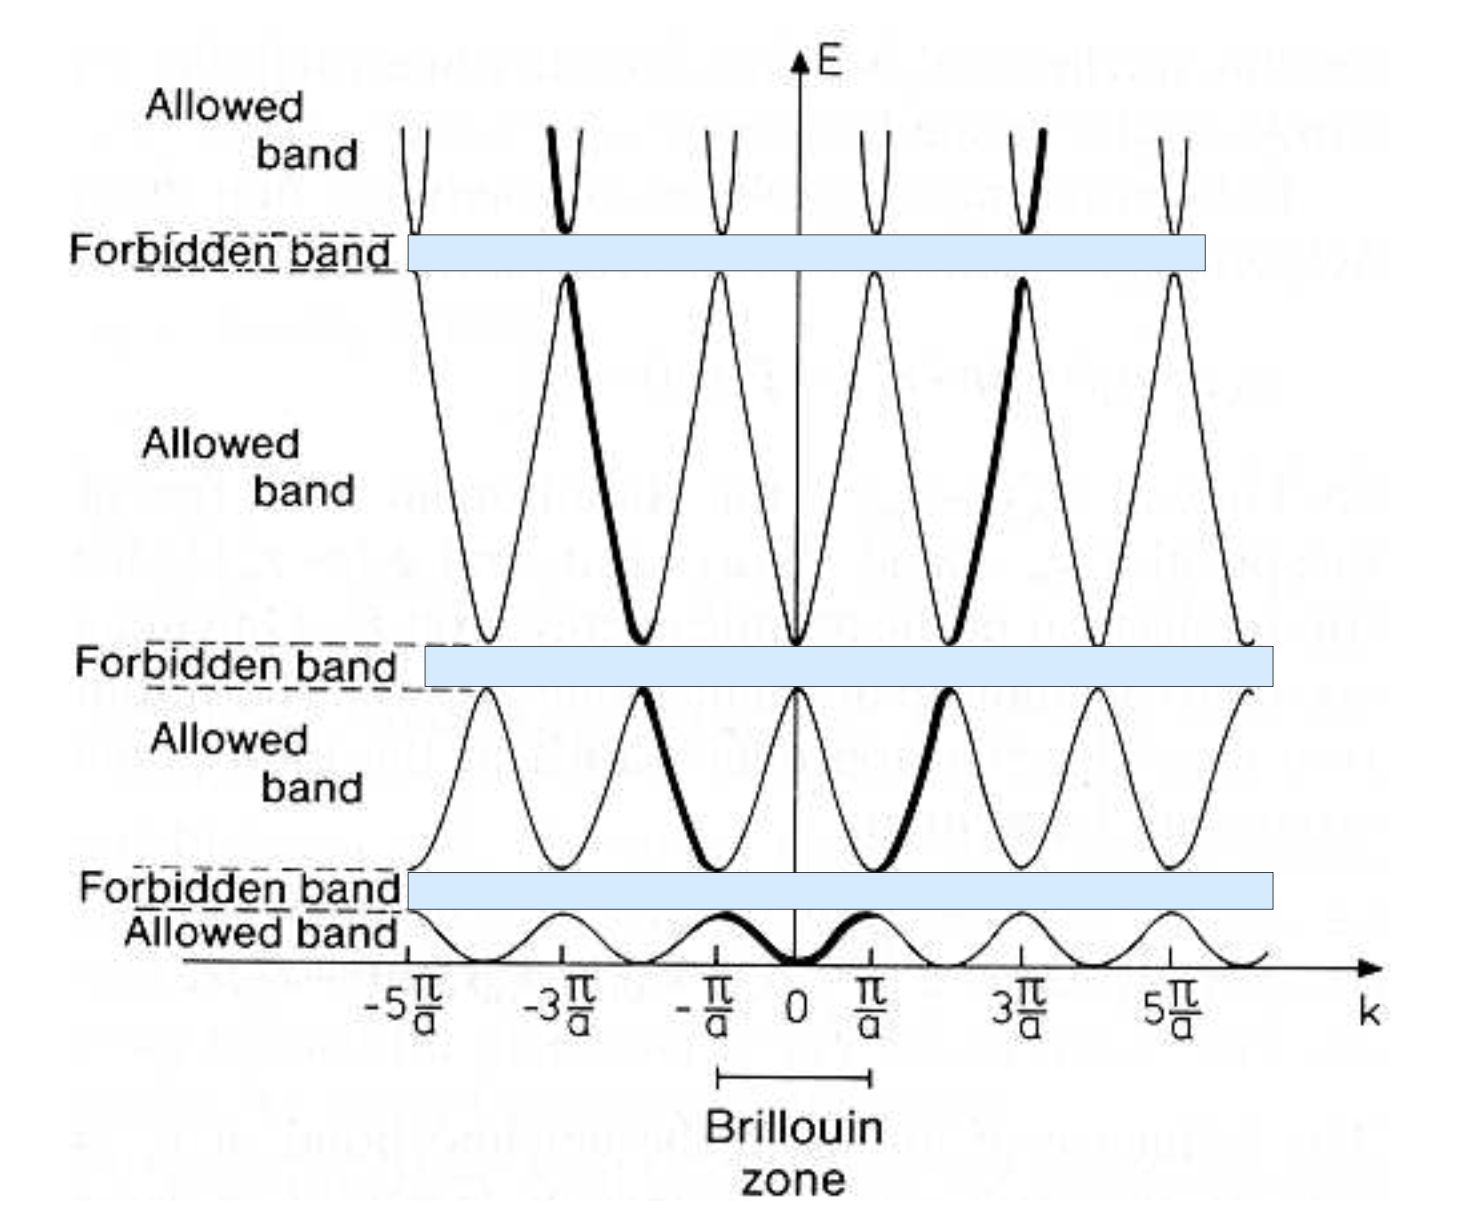 E
Allowed
band
Forbidden band
Allowed
band
Forbidden band
Allowed
band
Forbidden band
Allowed band
-5π/a -3π/a -π/a 0 π/a 3π/a 5π/a k
Brillouin
zone